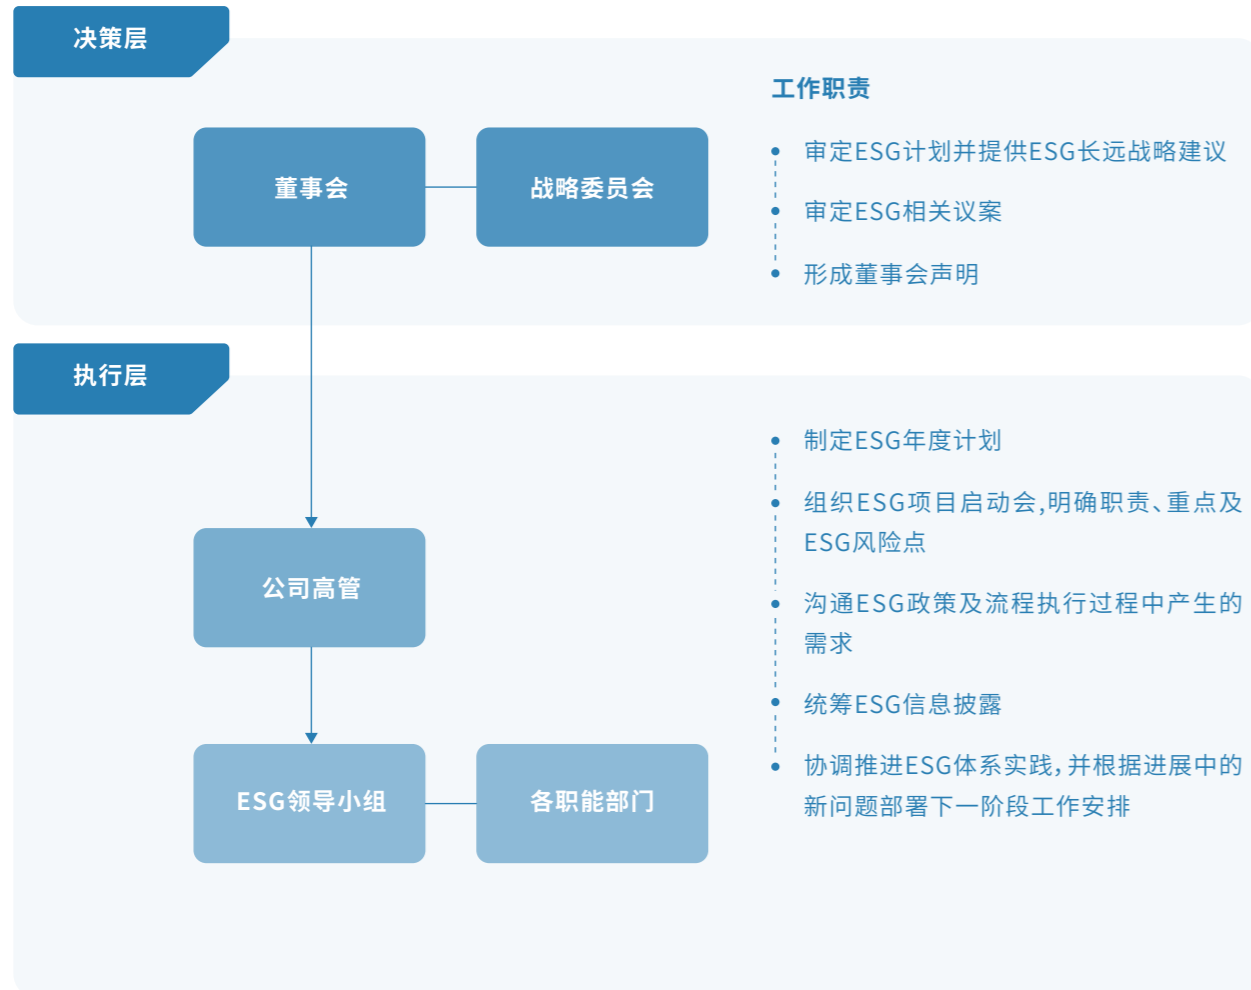 决策层
工作职责
董事会
战略委员会
审定ESG计划并提供ESG长远战略建议
审定ESG相关议案
形成董事会声明
执行层
制定ESG年度计划
组织ESG项目启动会,明确职责、重点及
ESG风险点
公司高管
沟通ESG政策及流程执行过程中产生的
需求
统筹ESG信息披露
ESG领导小组
各职能部门
协调推进ESG体系实践,并根据进展中的
新问题部署下一阶段工作安排